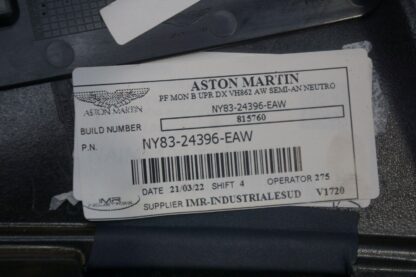 ASTON MARTIN
PF MON B UPR DX VH862 AW SEMI-AN NEUTRO
ASTON MARTIN
NY83-24396-EAW
BUILD NUMBER 815760
P.N. NY83-24396-EAW
DATE 21/03/22 SHIFT 4 OPERATOR 275
IMR
SUPPLIER IMR-INDUSTRIALESUD V1720